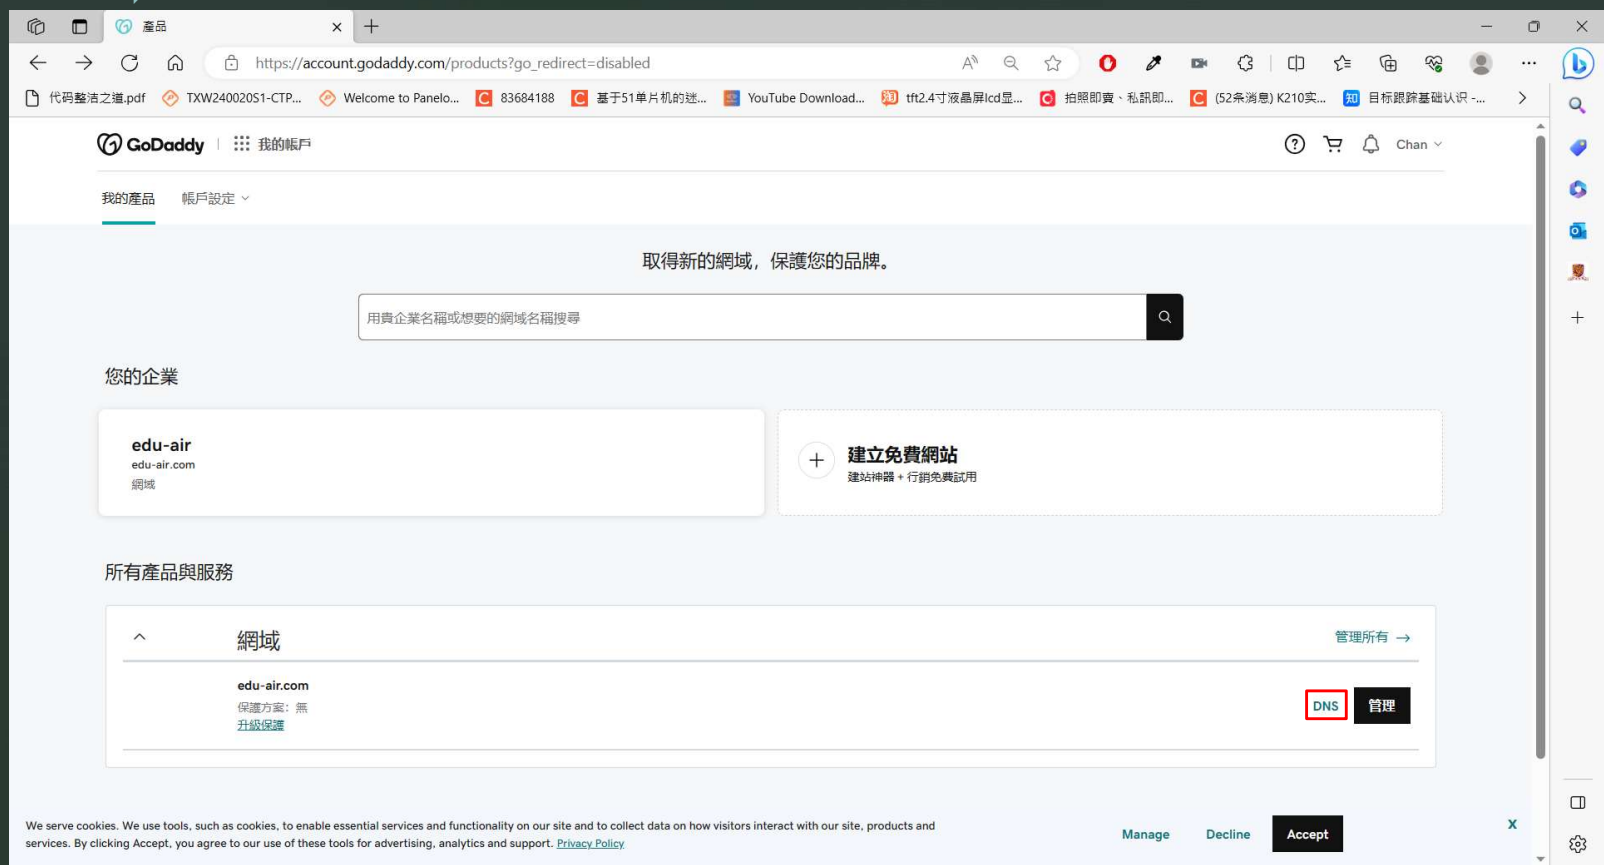 產品
https://account.godaddy.com/products?go_redirect=disabled
代码整洁之道.pdf
TXW240020S1-CTP...
Welcome to Panelo...
83684188
基于51单片机的迷...
YouTube Download...
tft2.4寸液晶屏lcd显...
拍照即賣、私訊即...
(52条消息) K210实...
目标跟踪基础认识 -...
GoDaddy
我的帳戶
Chan
我的產品
帳戶設定
取得新的網域，保護您的品牌。
用貴企業名稱或想要的網域名稱搜尋
您的企業
edu-air
edu-air.com
網域
建立免費網站
建站神器 + 行銷免費試用
所有產品與服務
網域
管理所有 →
edu-air.com
保護方案：無
升級保護
DNS
管理
We serve cookies. We use tools, such as cookies, to enable essential services and functionality on our site and to collect data on how visitors interact with our site, products and
services. By clicking Accept, you agree to our use of these tools for advertising, analytics and support. Privacy Policy
Manage
Decline
Accept
X